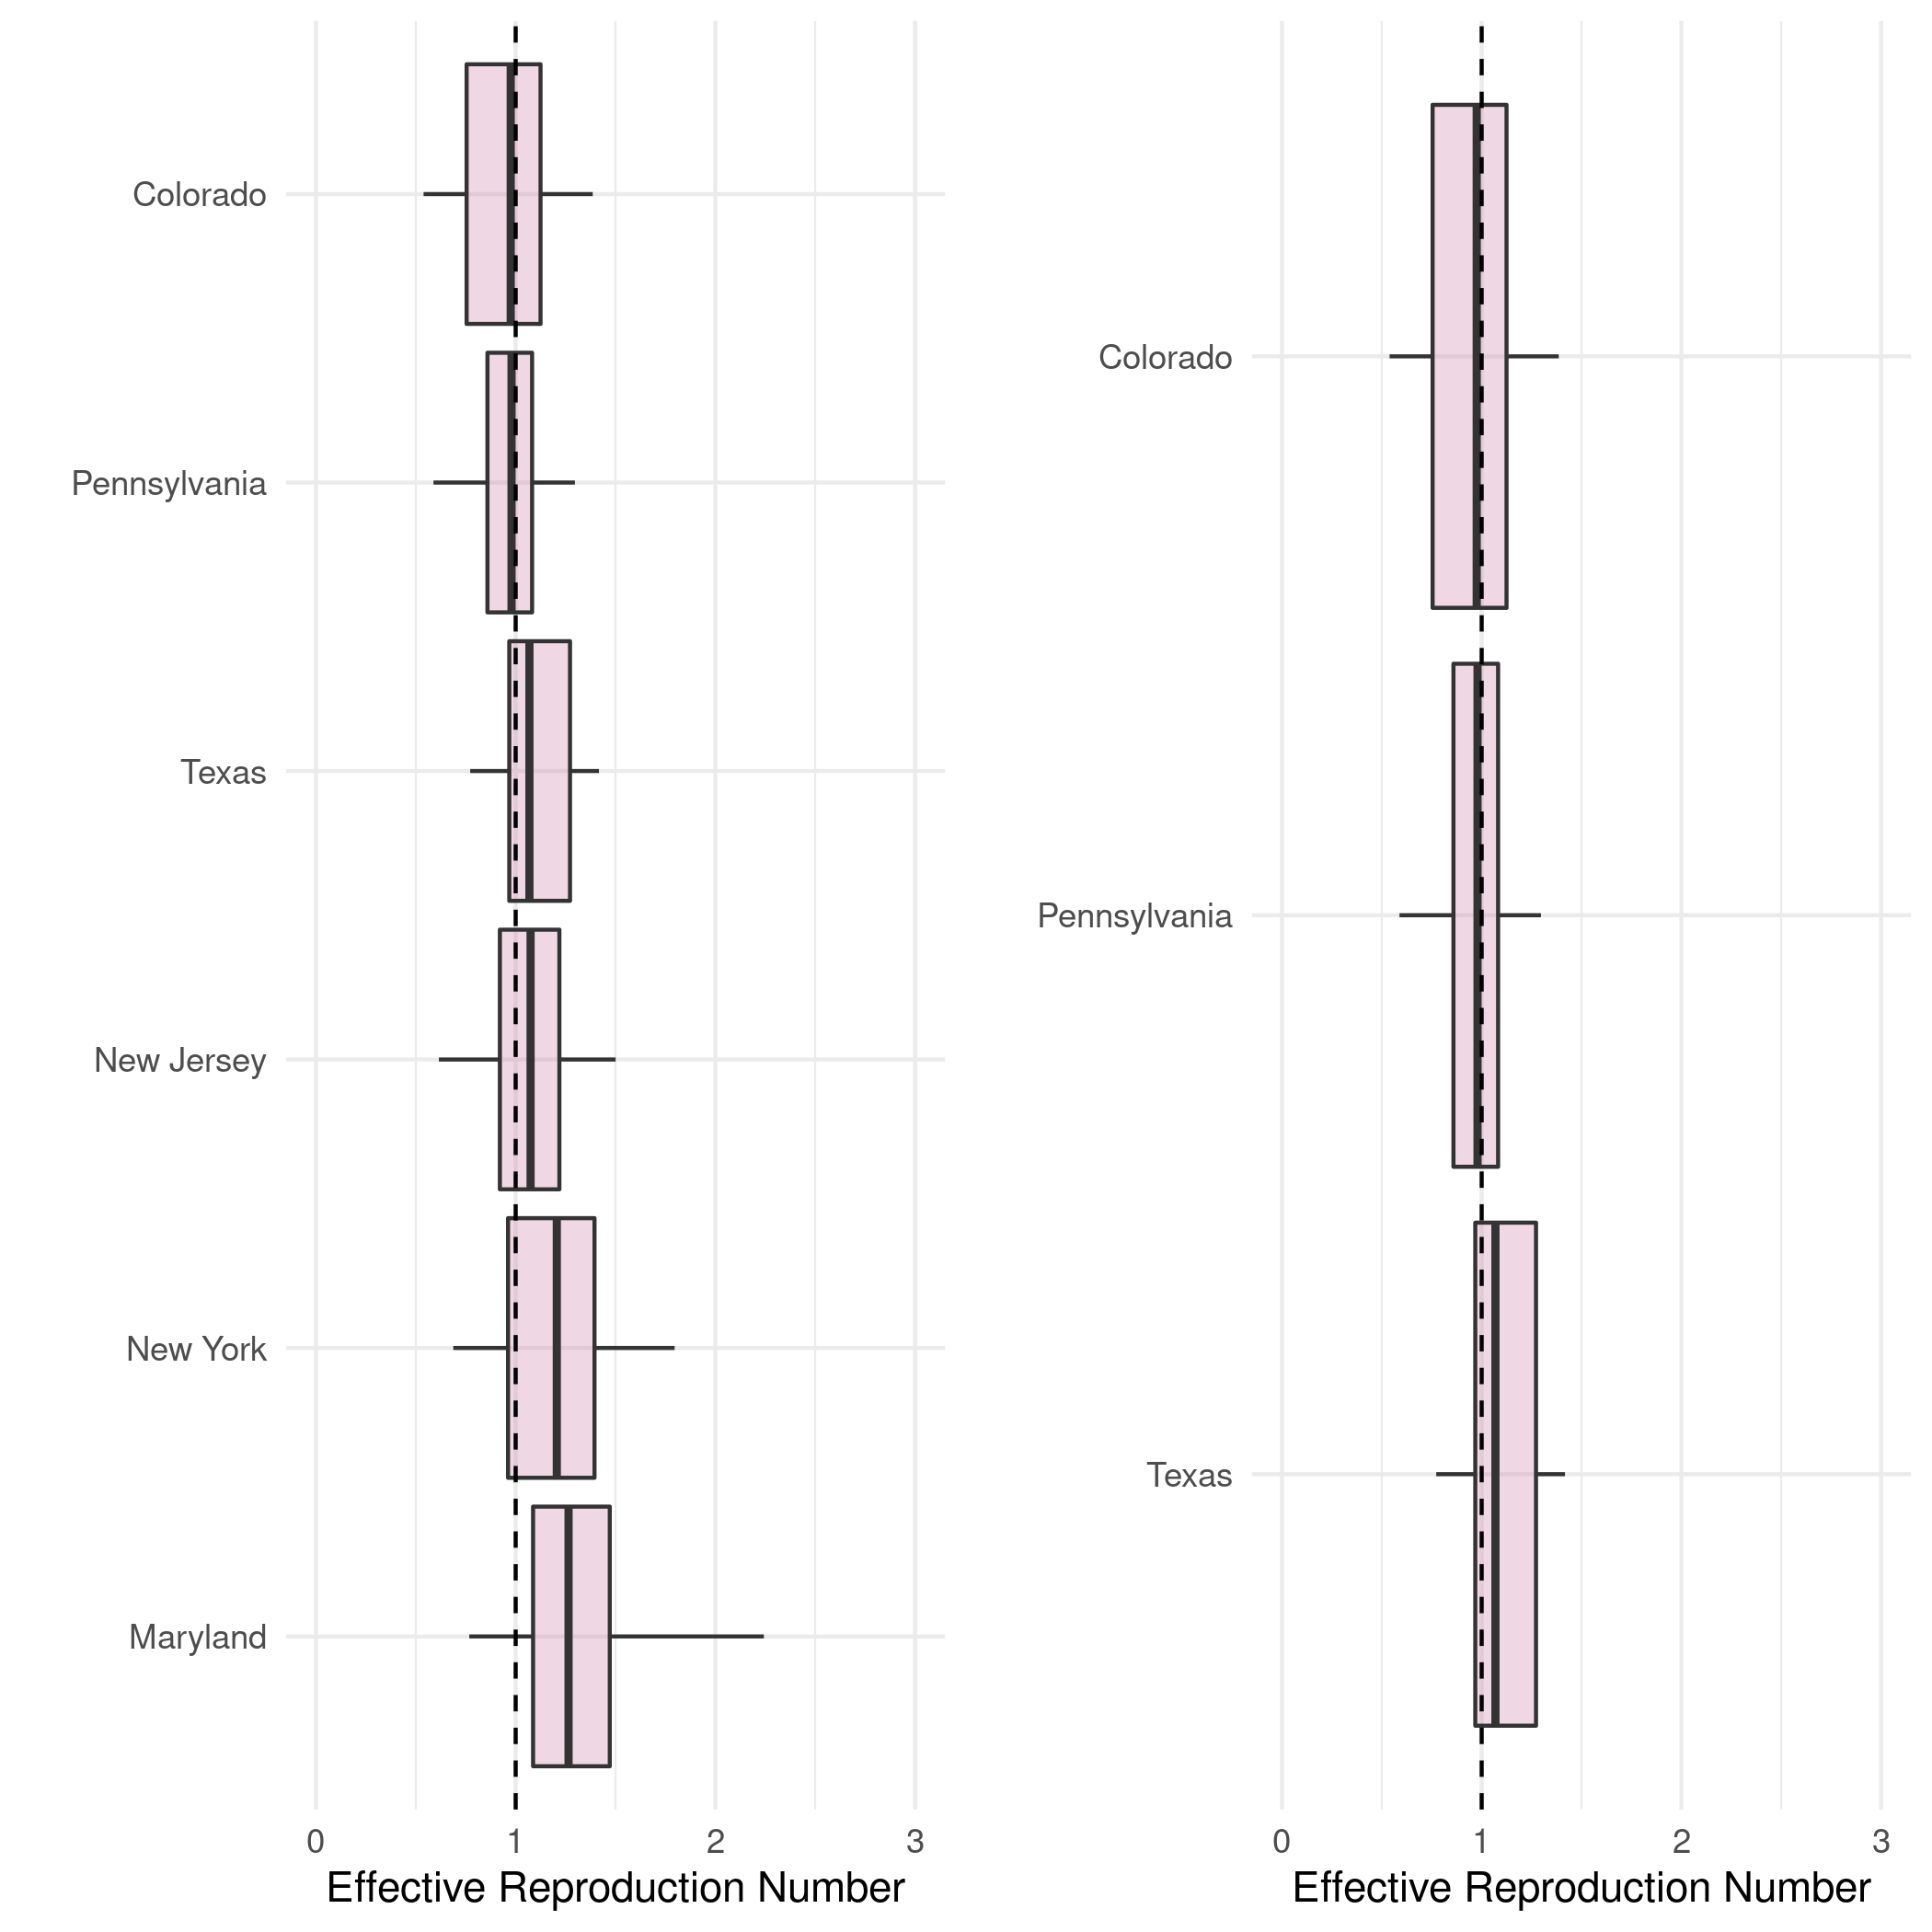 Colorado
Pennsylvania
Texas
New Jersey
New York
Maryland
0 1 2 3
Effective Reproduction Number
Colorado
Pennsylvania
Texas
0 1 2 3
Effective Reproduction Number